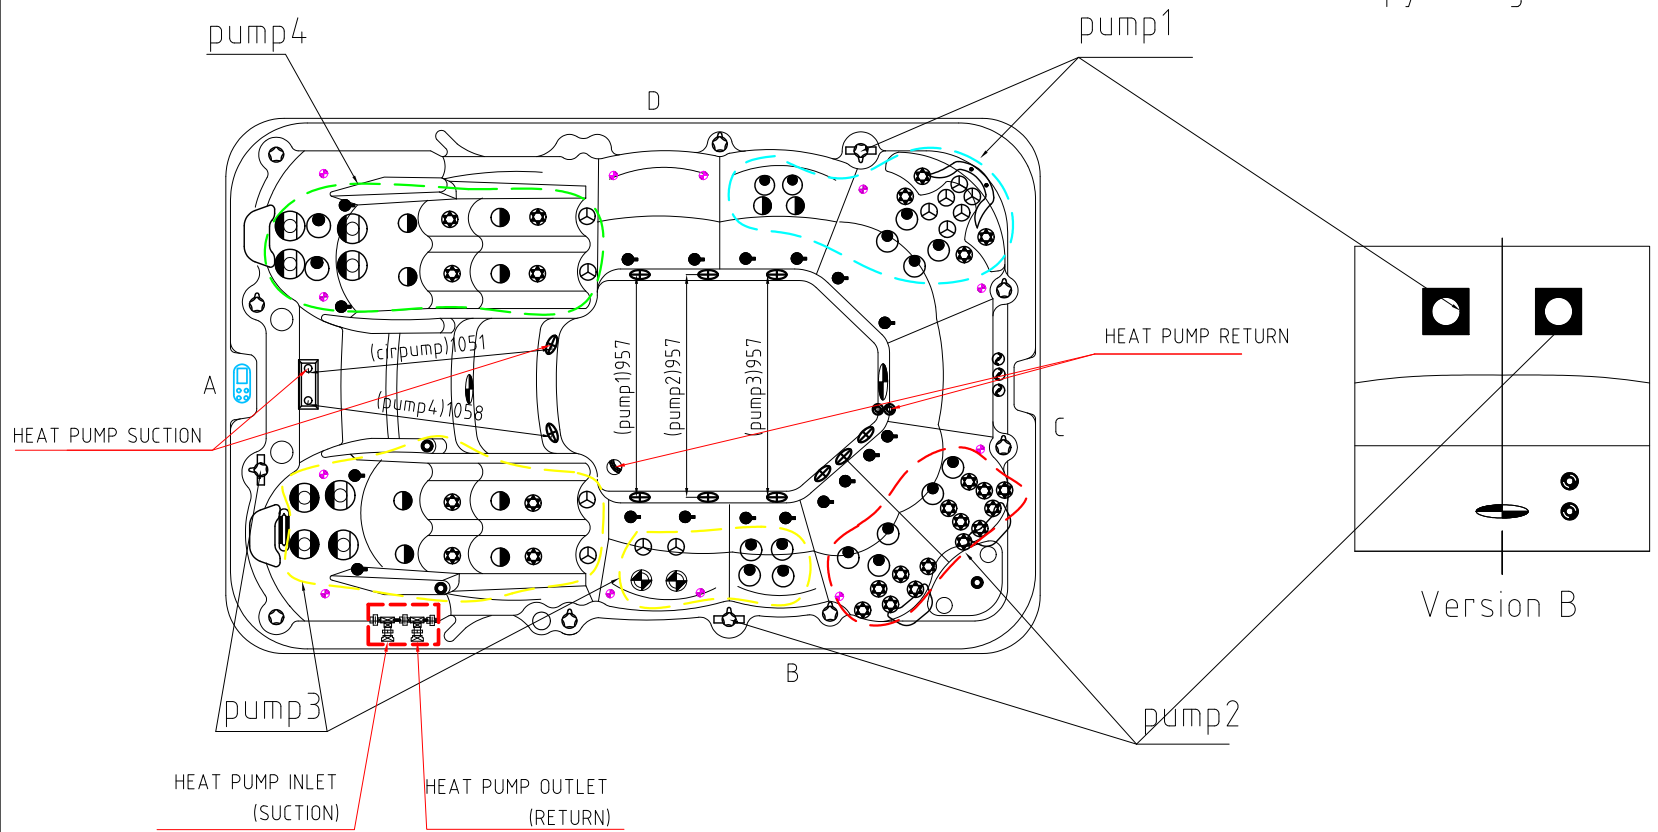 pump4
pump1
D
(cirpump)1051
HEAT PUMP RETURN
(pump1)957
(pump2)957
(pump3)957
A
(pump4)1058
HEAT PUMP SUCTION
C
Version B
B
pump3
pump2
HEAT PUMP INLET
(SUCTION)
HEAT PUMP OUTLET
(RETURN)